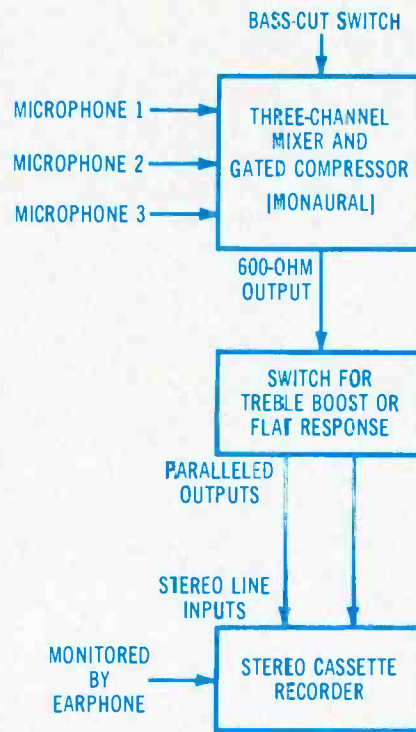 BASS-CUT SWITCH
MICROPHONE 1
MICROPHONE 2
MICROPHONE 3
THREE-CHANNEL
MIXER AND
GATED COMPRESSOR
[MONAURAL]
600-OHM
OUTPUT
SWITCH FOR
TREBLE BOOST OR
FLAT RESPONSE
PARALLELED
OUTPUTS
STEREO LINE
INPUTS
MONITORED
BY
EARPHONE
STEREO CASSETTE
RECORDER